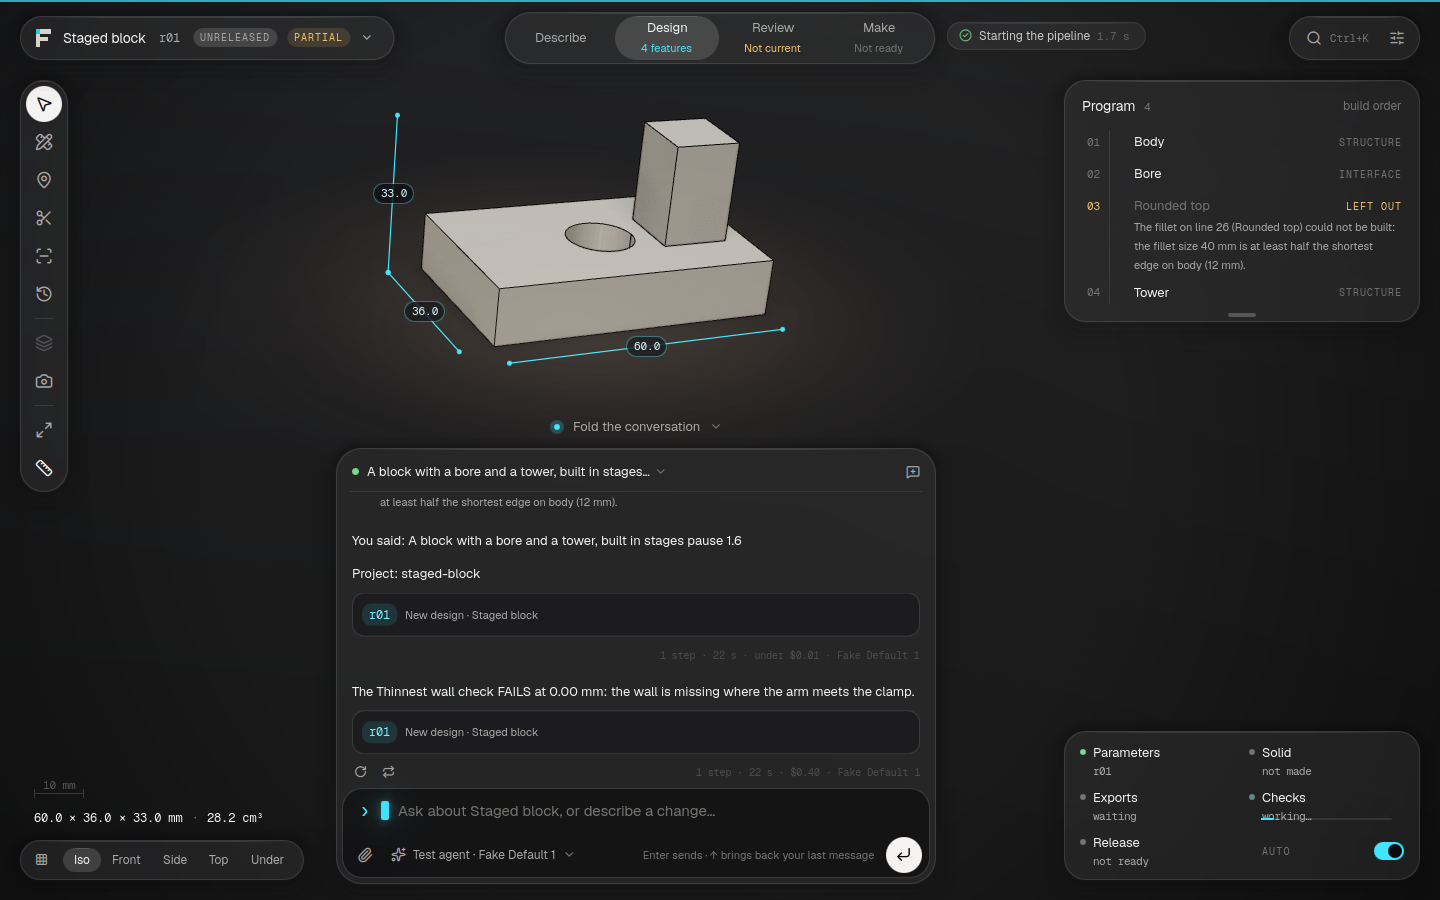 Staged block r01 UNRELEASED PARTIAL
Describe
Design
4 features
Review
Not current
Make
Not ready
Starting the pipeline 1.7 s
Ctrl+K
Program 4 build order
01 Body STRUCTURE
02 Bore INTERFACE
03 Rounded top LEFT OUT
The fillet on line 26 (Rounded top) could not be built:
the fillet size 40 mm is at least half the shortest
edge on body (12 mm).
04 Tower STRUCTURE
33.0
36.0
60.0
Fold the conversation
A block with a bore and a tower, built in stages...
at least half the shortest edge on body (12 mm).
You said: A block with a bore and a tower, built in stages pause 1.6
Project: staged-block
r01 New design · Staged block
1 step · 22 s · under $0.01 · Fake Default 1
The Thinnest wall check FAILS at 0.00 mm: the wall is missing where the arm meets the clamp.
r01 New design · Staged block
1 step · 22 s · $0.40 · Fake Default 1
Ask about Staged block, or describe a change...
Test agent · Fake Default 1
Enter sends · ↑ brings back your last message
10 mm
60.0 × 36.0 × 33.0 mm · 28.2 cm³
Iso Front Side Top Under
Parameters
r01
Solid
not made
Exports
waiting
Checks
working...
Release
not ready
AUTO